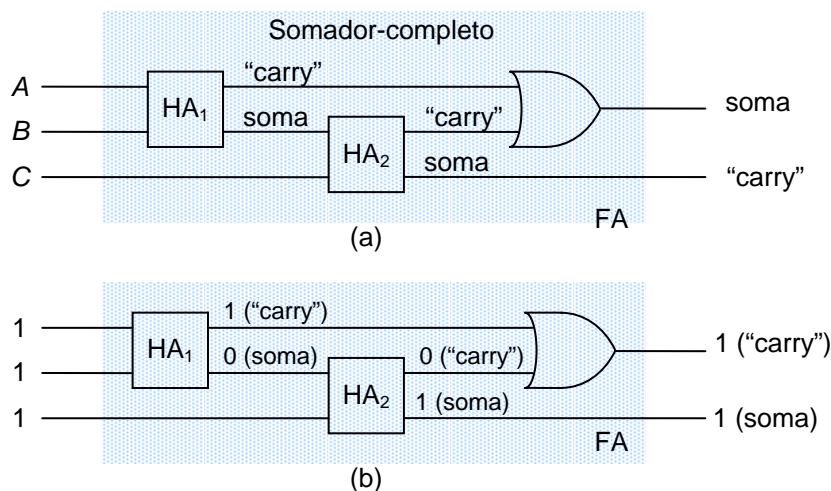 Somador-completo
A
"carry"
soma
HA₁
B
soma
"carry"
HA₂
C
soma
"carry"
FA
(a)
1
1 ("carry")
HA₁
1 ("carry")
1
0 (soma)
0 ("carry")
HA₂
1
1 (soma)
1 (soma)
FA
(b)